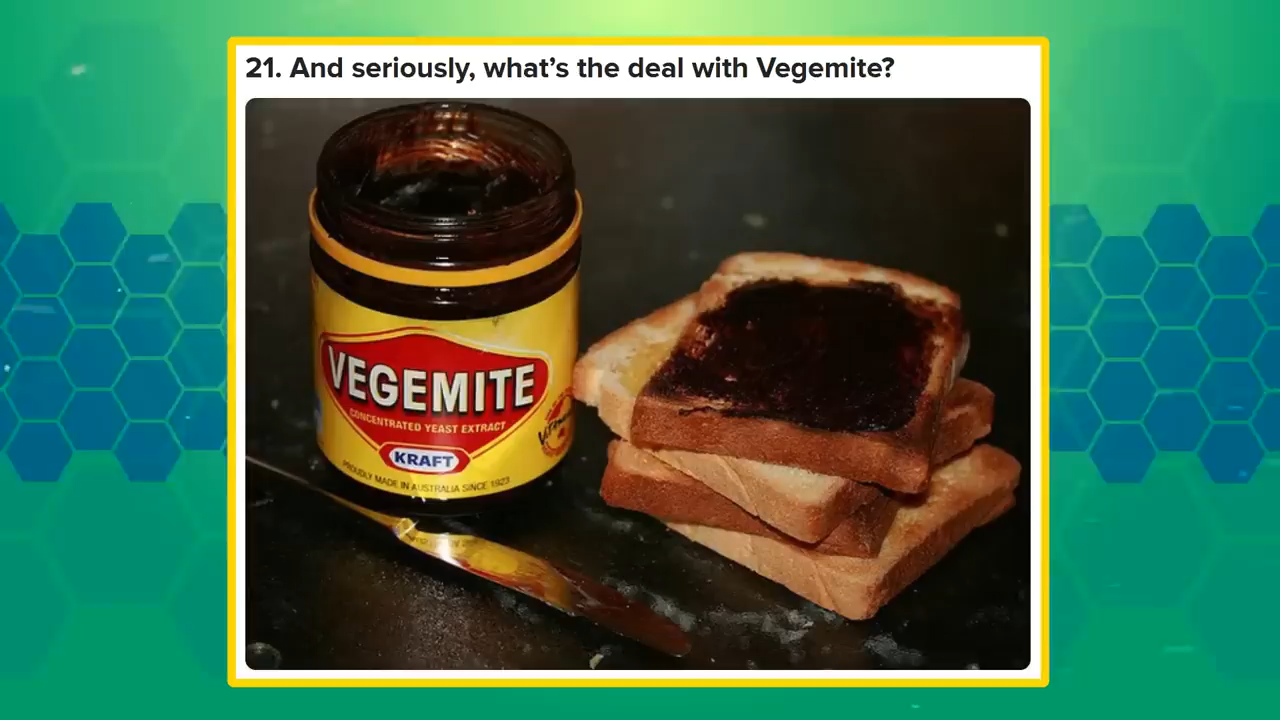 21. And seriously, what's the deal with Vegemite?
VEGEMITE
CONCENTRATED YEAST EXTRACT
KRAFT
PROUDLY MADE IN AUSTRALIA SINCE 1923